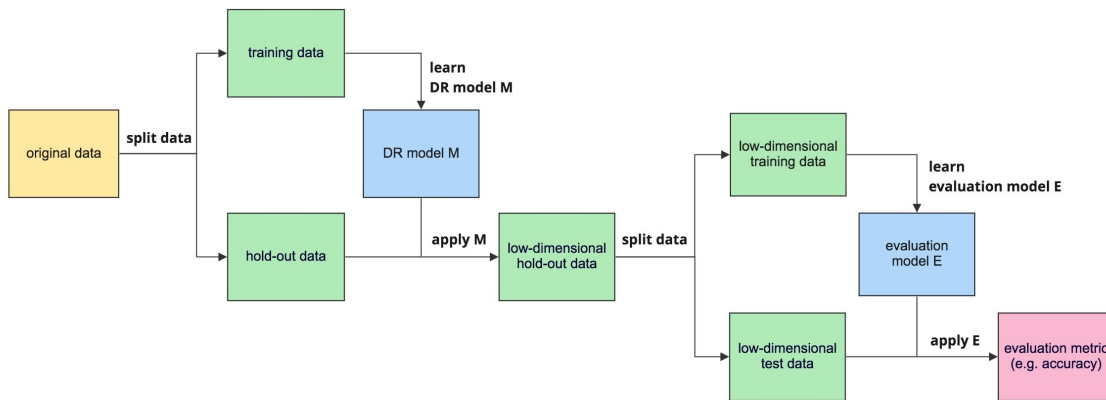 original data
split data
training data
learn
DR model M
DR model M
hold-out data
apply M
low-dimensional
hold-out data
split data
low-dimensional
training data
learn
evaluation model E
evaluation
model E
low-dimensional
test data
apply E
evaluation metric
(e.g. accuracy)